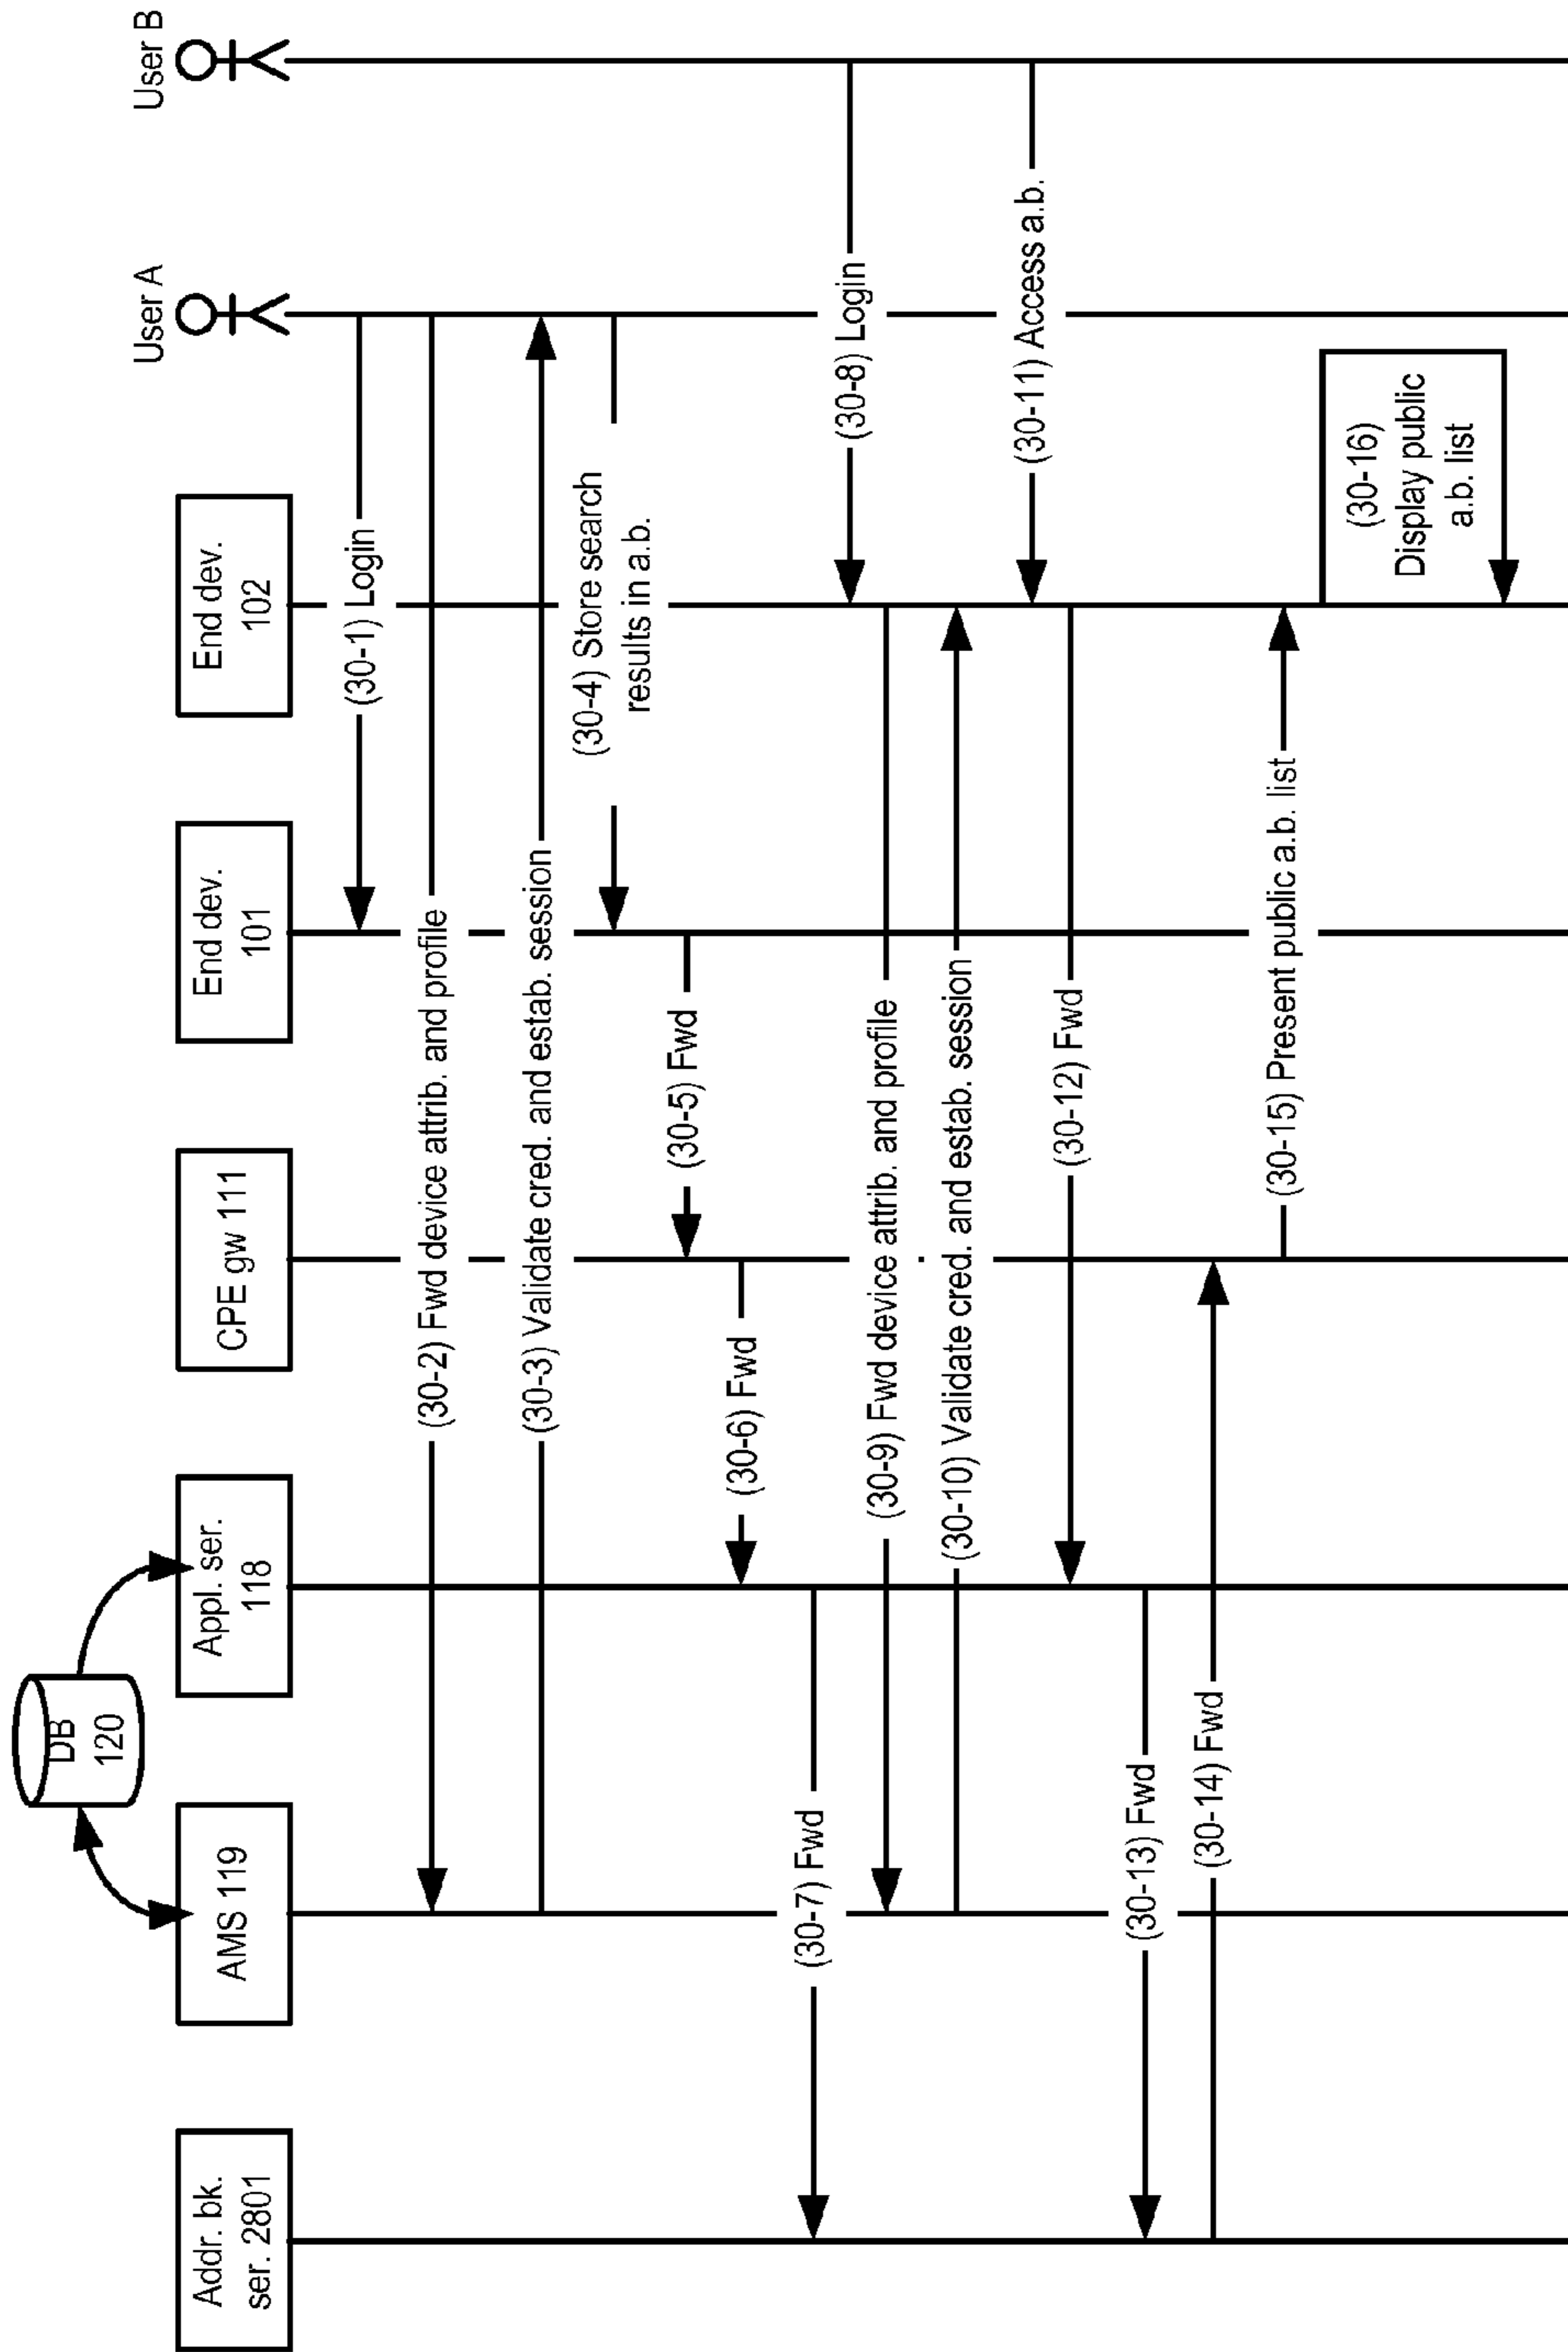 Addr. bk.
ser. 2801
AMS 119
DB
120
Appl. ser.
118
CPE gw 111
End dev.
101
End dev.
102
User A
User B
(30-1) Login
(30-2) Fwd device attrib. and profile
(30-3) Validate cred. and estab. session
(30-4) Store search
results in a.b.
(30-5) Fwd
(30-6) Fwd
(30-7) Fwd
(30-8) Login
(30-9) Fwd device attrib. and profile
(30-10) Validate cred. and estab. session
(30-11) Access a.b.
(30-12) Fwd
(30-13) Fwd
(30-14) Fwd
(30-15) Present public a.b. list
(30-16)
Display public
a.b. list